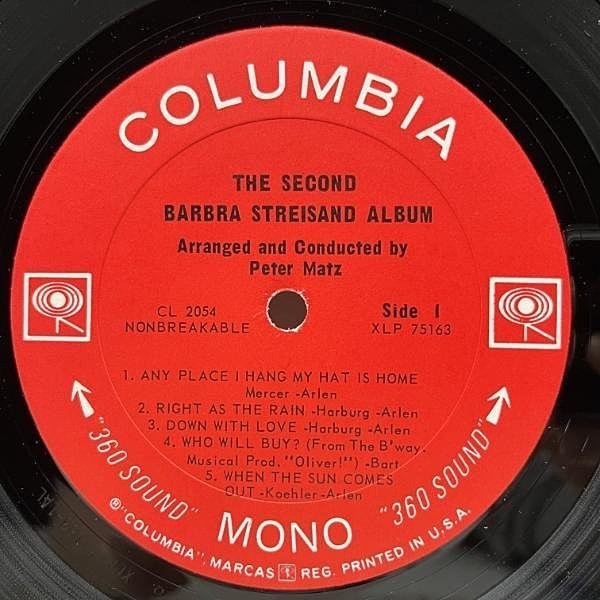 COLUMBIA
THE SECOND
BARBRA STREISAND ALBUM
Arranged and Conducted by
Peter Matz
CL 2054
NONBREAKABLE
Side 1
XLP 75163
1. ANY PLACE I HANG MY HAT IS HOME
Mercer -Arlen
2. RIGHT AS THE RAIN -Harburg -Arlen
3. DOWN WITH LOVE -Harburg -Arlen
4. WHO WILL BUY? (From The B'way.
Musical Prod. "Oliver!") -Bart
5. WHEN THE SUN COMES
OUT -Koehler -Arlen
"360 SOUND"
MONO
"360 SOUND"
® "COLUMBIA", MARCAS REG. PRINTED IN U.S.A.